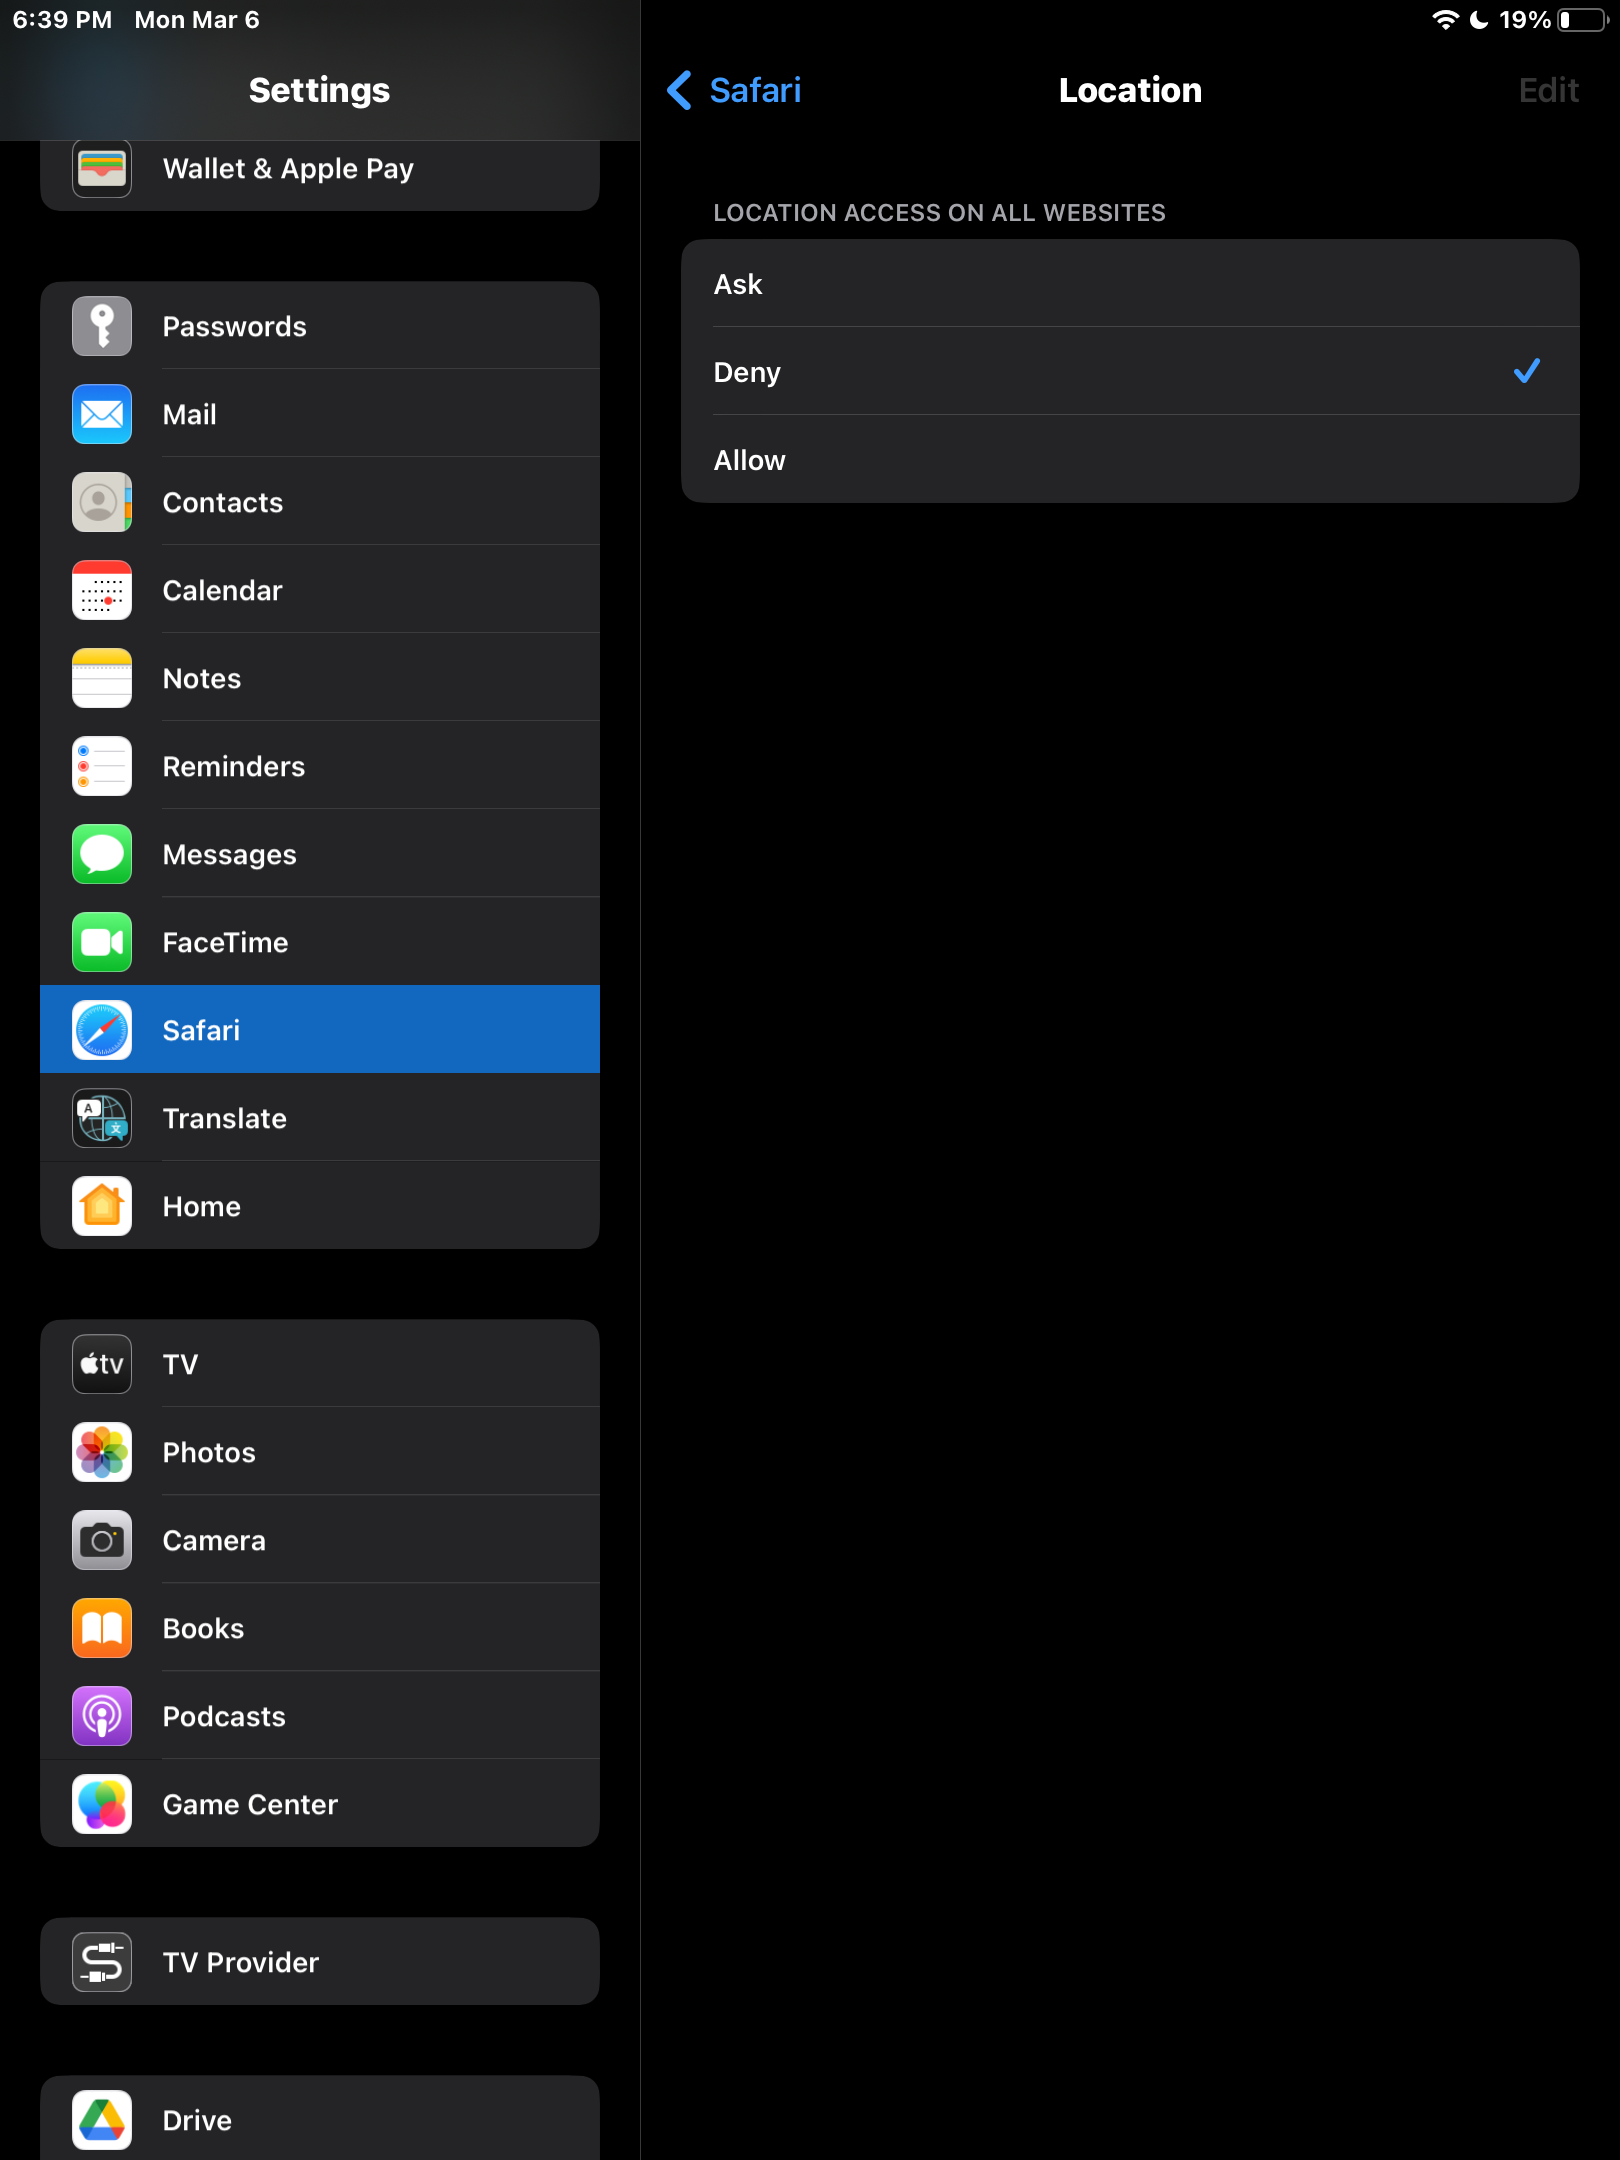 6:39 PM Mon Mar 6
19%
Settings
Wallet & Apple Pay
Passwords
Mail
Contacts
Calendar
Notes
Reminders
Messages
FaceTime
Safari
A
文
Translate
Home
tv
TV
Photos
Camera
Books
Podcasts
Game Center
TV Provider
Drive
Safari
Location
Edit
LOCATION ACCESS ON ALL WEBSITES
Ask
Deny
Allow